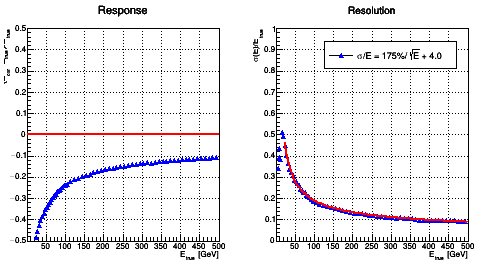 Response
0.5
0.4
0.3
0.2
0.1
0
−0.1
−0.2
−0.3
−0.4
−0.5
50 100 150 200 250 300 350 400 450 500
E_true [GeV]
Resolution
σ(E)/E_true
σ/E = 175%/√E + 4.0
1
0.9
0.8
0.7
0.6
0.5
0.4
0.3
0.2
0.1
0
50 100 150 200 250 300 350 400 450 500
E_true [GeV]